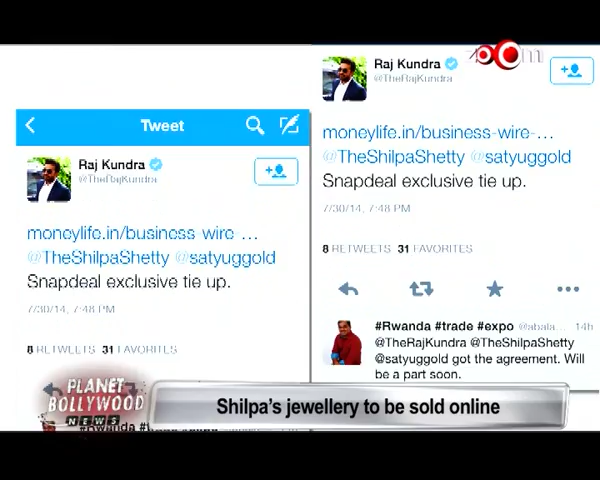 zoom
Tweet
Raj Kundra
@TheRajKundra
moneylife.in/business-wire-...
@TheShilpaShetty @satyuggold
Snapdeal exclusive tie up.
7/30/14, 7:48 PM
8 RETWEETS 31 FAVORITES
Raj Kundra
@TheRajKundra
moneylife.in/business-wire-...
@TheShilpaShetty @satyuggold
Snapdeal exclusive tie up.
7/30/14, 7:48 PM
8 RETWEETS 31 FAVORITES
#Rwanda #trade #expo @abala... 14h
@TheRajKundra @TheShilpaShetty
@satyuggold got the agreement. Will
be a part soon.
PLANET
BOLLYWOOD
NEWS
Shilpa's jewellery to be sold online